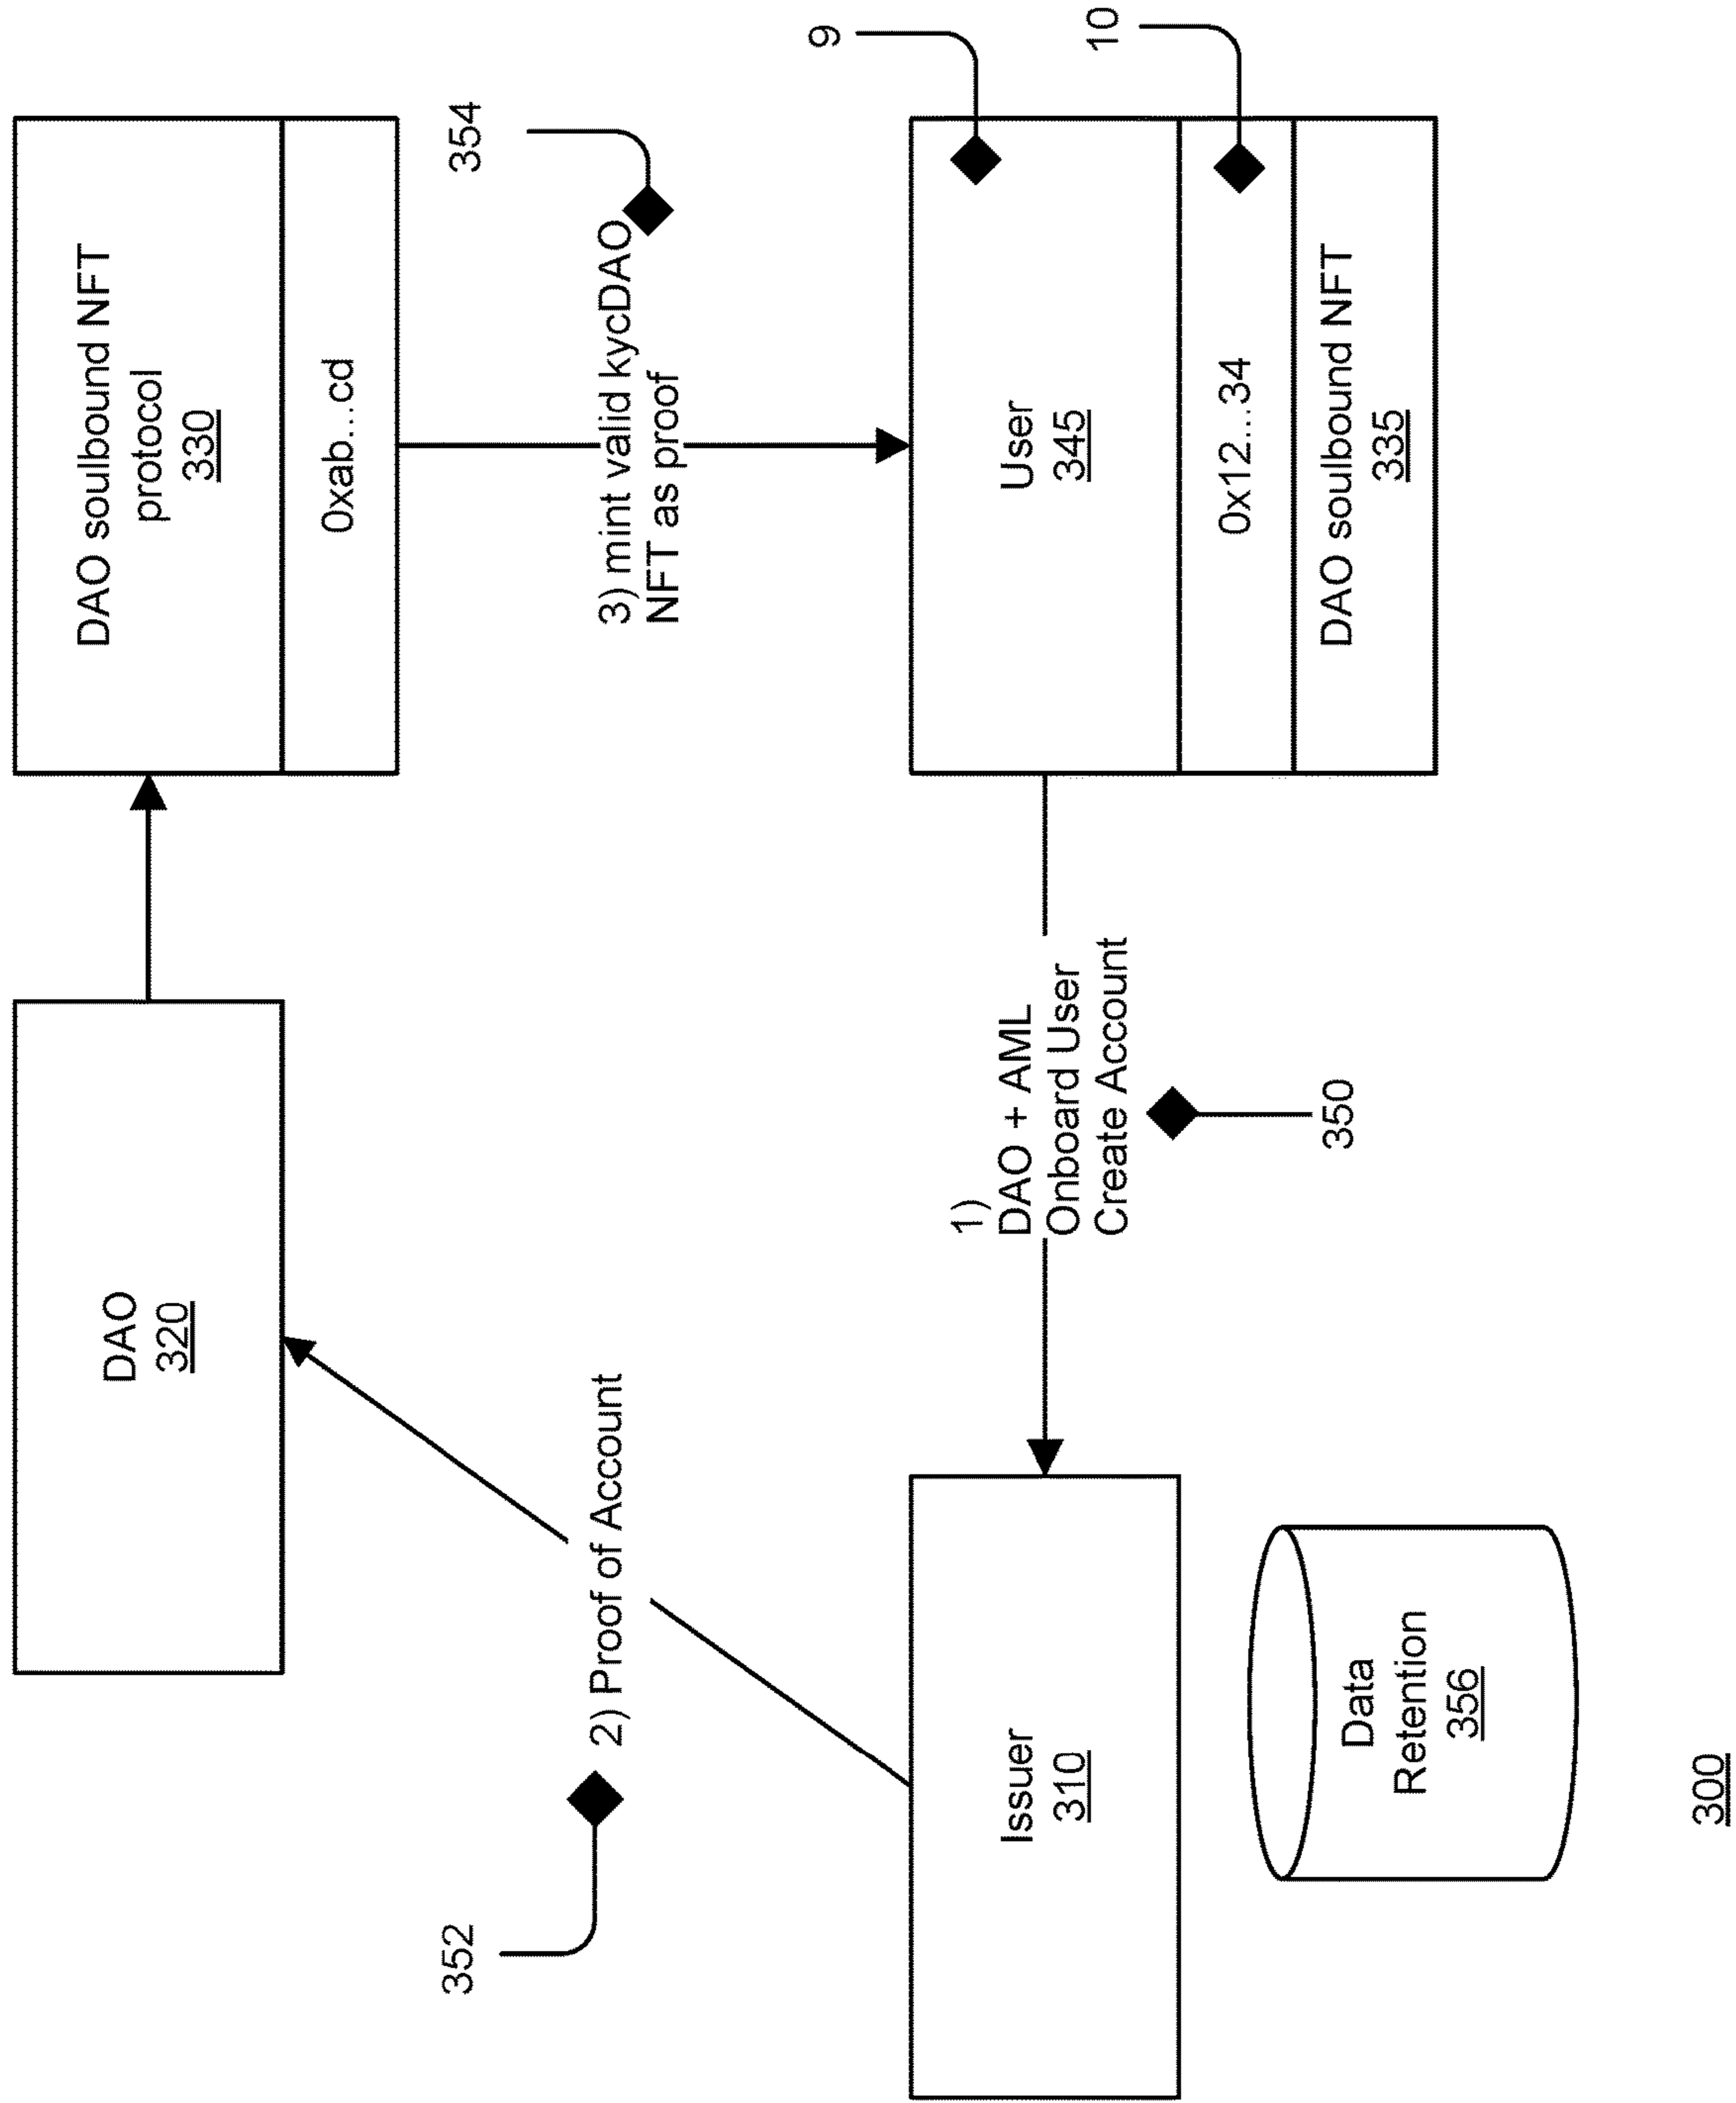 DAO
320
DAO soulbound NFT
protocol
330
0xab...cd
354
352
2) Proof of Account
3) mint valid kycDAO
NFT as proof
9
Issuer
310
1)
DAO + AML
Onboard User
Create Account
350
User
345
10
0x12...34
DAO soulbound NFT
335
Data
Retention
356
300